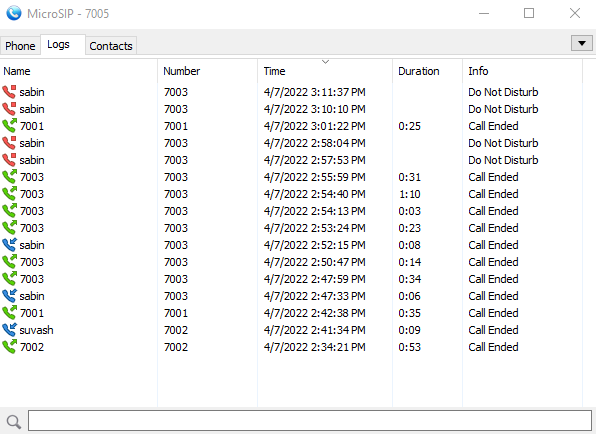 MicroSIP - 7005
Phone Logs Contacts
Name Number Time Duration Info
sabin 7003 4/7/2022 3:11:37 PM Do Not Disturb
sabin 7003 4/7/2022 3:10:10 PM Do Not Disturb
7001 7001 4/7/2022 3:01:22 PM 0:25 Call Ended
sabin 7003 4/7/2022 2:58:04 PM Do Not Disturb
sabin 7003 4/7/2022 2:57:53 PM Do Not Disturb
7003 7003 4/7/2022 2:55:59 PM 0:31 Call Ended
7003 7003 4/7/2022 2:54:40 PM 1:10 Call Ended
7003 7003 4/7/2022 2:54:13 PM 0:03 Call Ended
7003 7003 4/7/2022 2:53:24 PM 0:23 Call Ended
sabin 7003 4/7/2022 2:52:15 PM 0:08 Call Ended
7003 7003 4/7/2022 2:50:47 PM 0:14 Call Ended
7003 7003 4/7/2022 2:47:59 PM 0:34 Call Ended
sabin 7003 4/7/2022 2:47:33 PM 0:06 Call Ended
7001 7001 4/7/2022 2:42:38 PM 0:35 Call Ended
suvash 7002 4/7/2022 2:41:34 PM 0:09 Call Ended
7002 7002 4/7/2022 2:34:21 PM 0:53 Call Ended